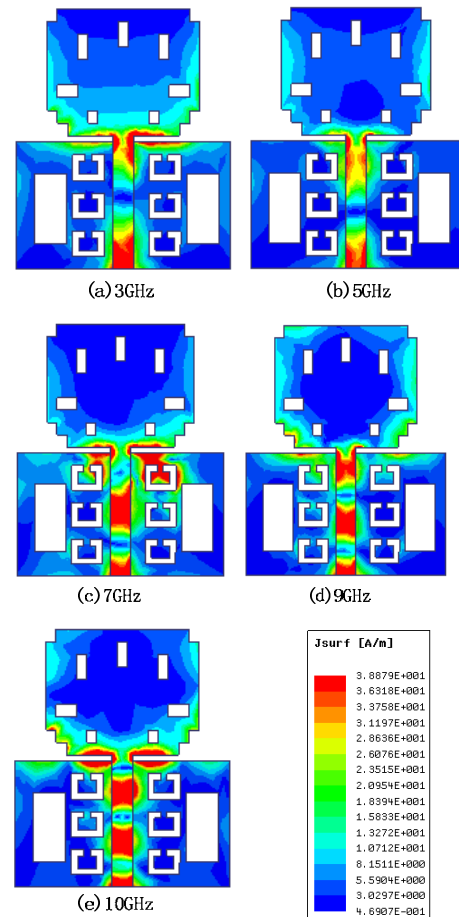 (a)3GHz
(b)5GHz
(c)7GHz
(d)9GHz
(e)10GHz
Jsurf [A/m]
3.8879E+001
3.6318E+001
3.3758E+001
3.1197E+001
2.8636E+001
2.6076E+001
2.3515E+001
2.0954E+001
1.8394E+001
1.5833E+001
1.3272E+001
1.0712E+001
8.1511E+000
5.5904E+000
3.0297E+000
4.6907E-001